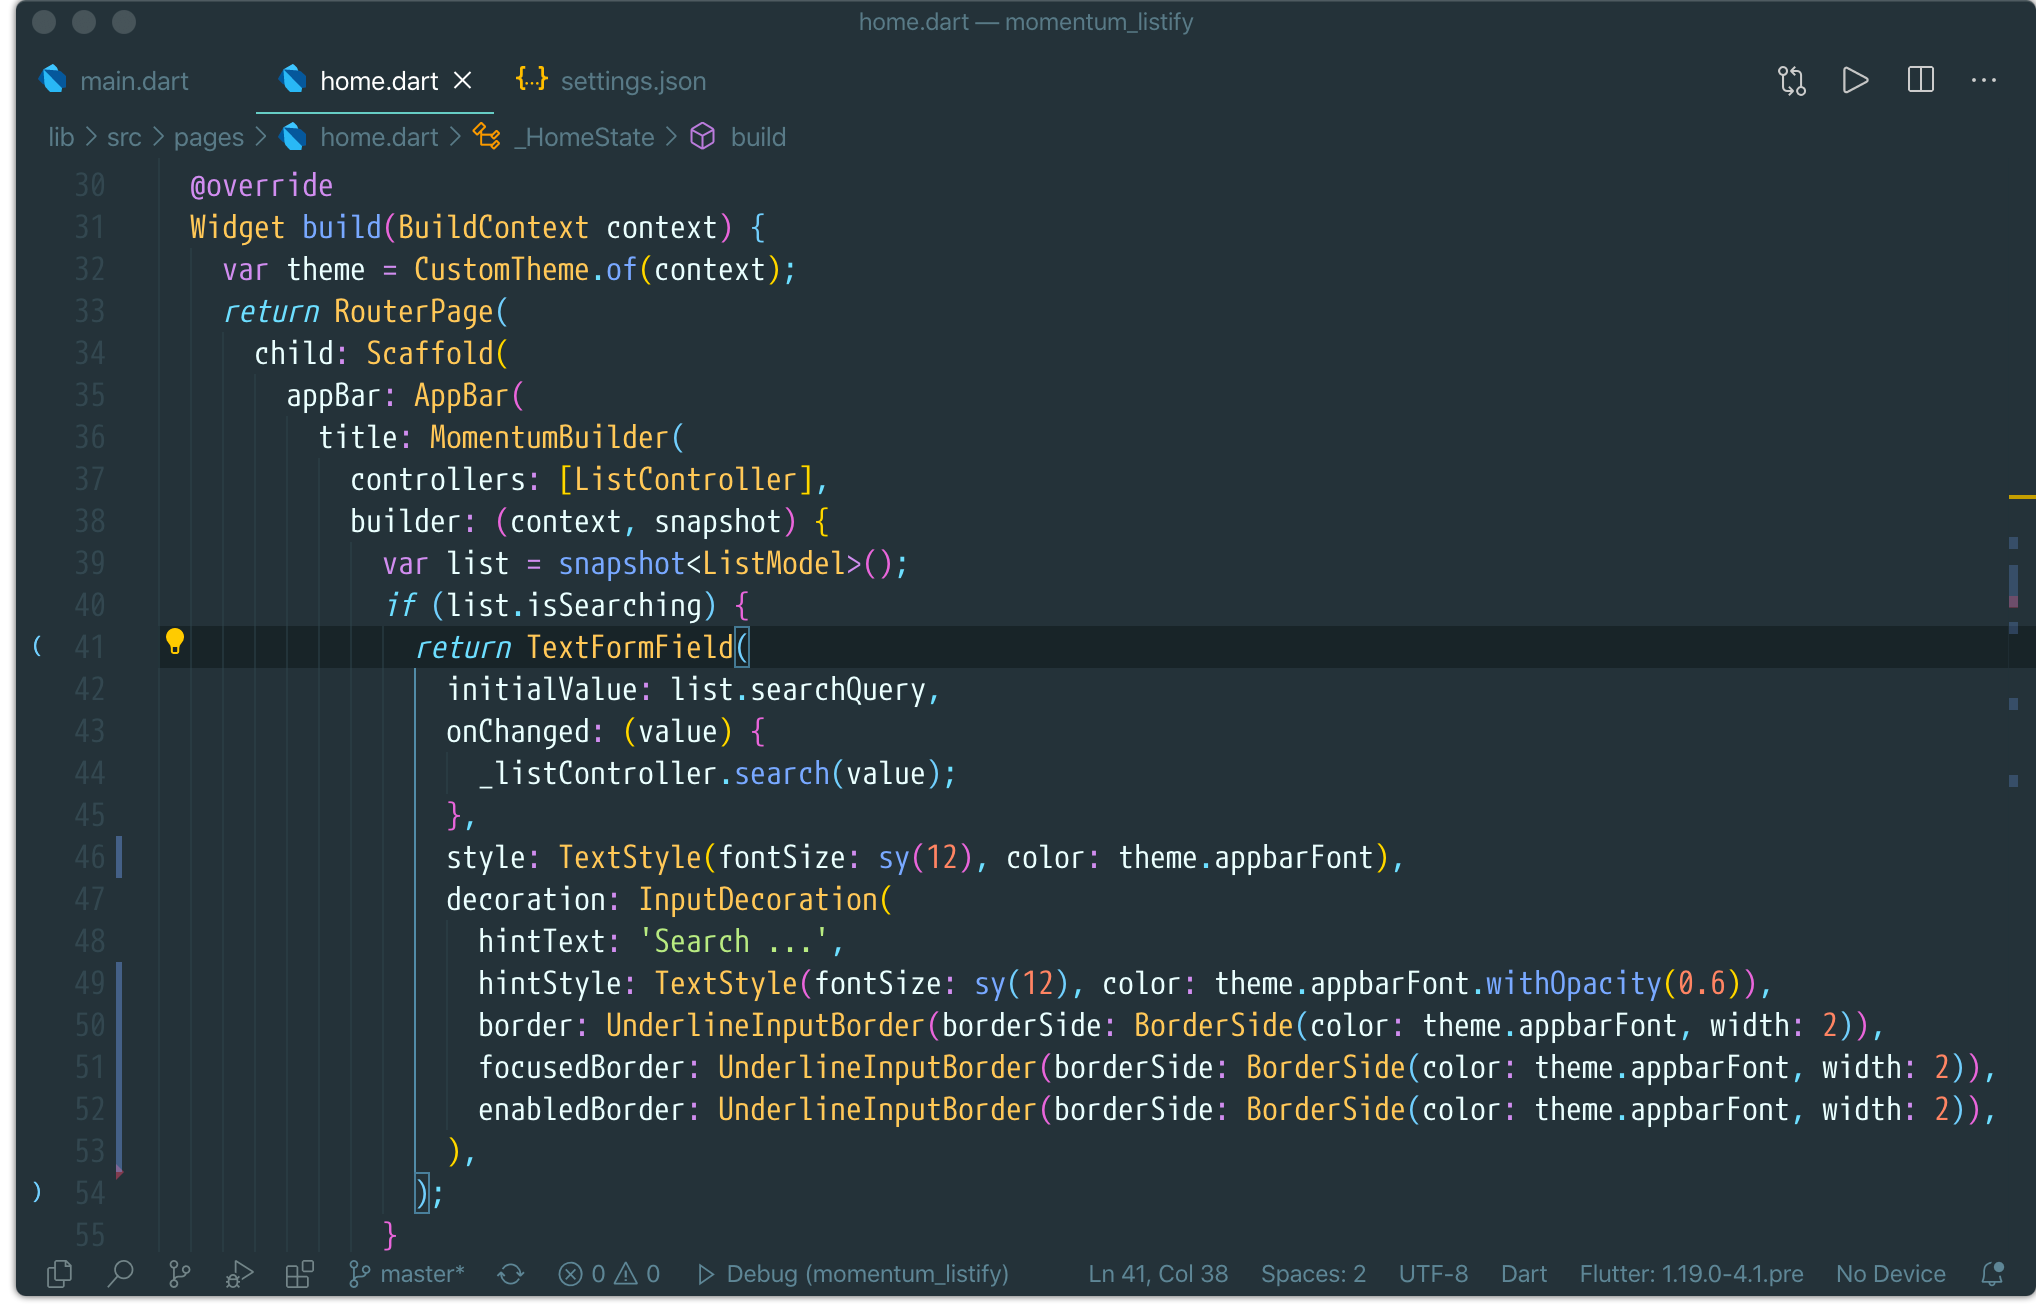 home.dart — momentum_listify
main.dart home.dart settings.json
lib > src > pages > home.dart > _HomeState > build
30 @override
31 Widget build(BuildContext context) {
32 var theme = CustomTheme.of(context);
33 return RouterPage(
34 child: Scaffold(
35 appBar: AppBar(
36 title: MomentumBuilder(
37 controllers: [ListController],
38 builder: (context, snapshot) {
39 var list = snapshot<ListModel>();
40 if (list.isSearching) {
( 41 return TextFormField(
42 initialValue: list.searchQuery,
43 onChanged: (value) {
44 _listController.search(value);
45 },
46 style: TextStyle(fontSize: sy(12), color: theme.appbarFont),
47 decoration: InputDecoration(
48 hintText: 'Search ...',
49 hintStyle: TextStyle(fontSize: sy(12), color: theme.appbarFont.withOpacity(0.6)),
50 border: UnderlineInputBorder(borderSide: BorderSide(color: theme.appbarFont, width: 2)),
51 focusedBorder: UnderlineInputBorder(borderSide: BorderSide(color: theme.appbarFont, width: 2)),
52 enabledBorder: UnderlineInputBorder(borderSide: BorderSide(color: theme.appbarFont, width: 2)),
53 ),
) 54 );
55 }
master* 0 0 Debug (momentum_listify) Ln 41, Col 38 Spaces: 2 UTF-8 Dart Flutter: 1.19.0-4.1.pre No Device